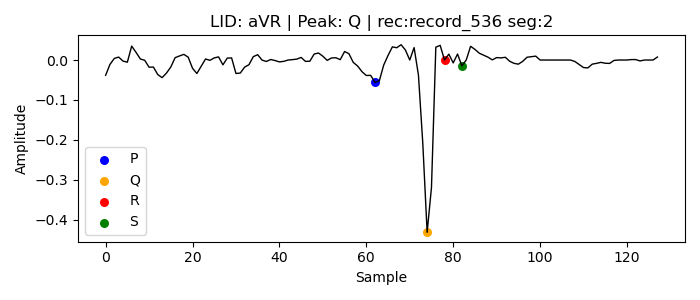 LID: aVR | Peak: Q | rec:record_536 seg:2
Amplitude
0.0
−0.1
−0.2
−0.3
−0.4
P
Q
R
S
0 20 40 60 80 100 120
Sample